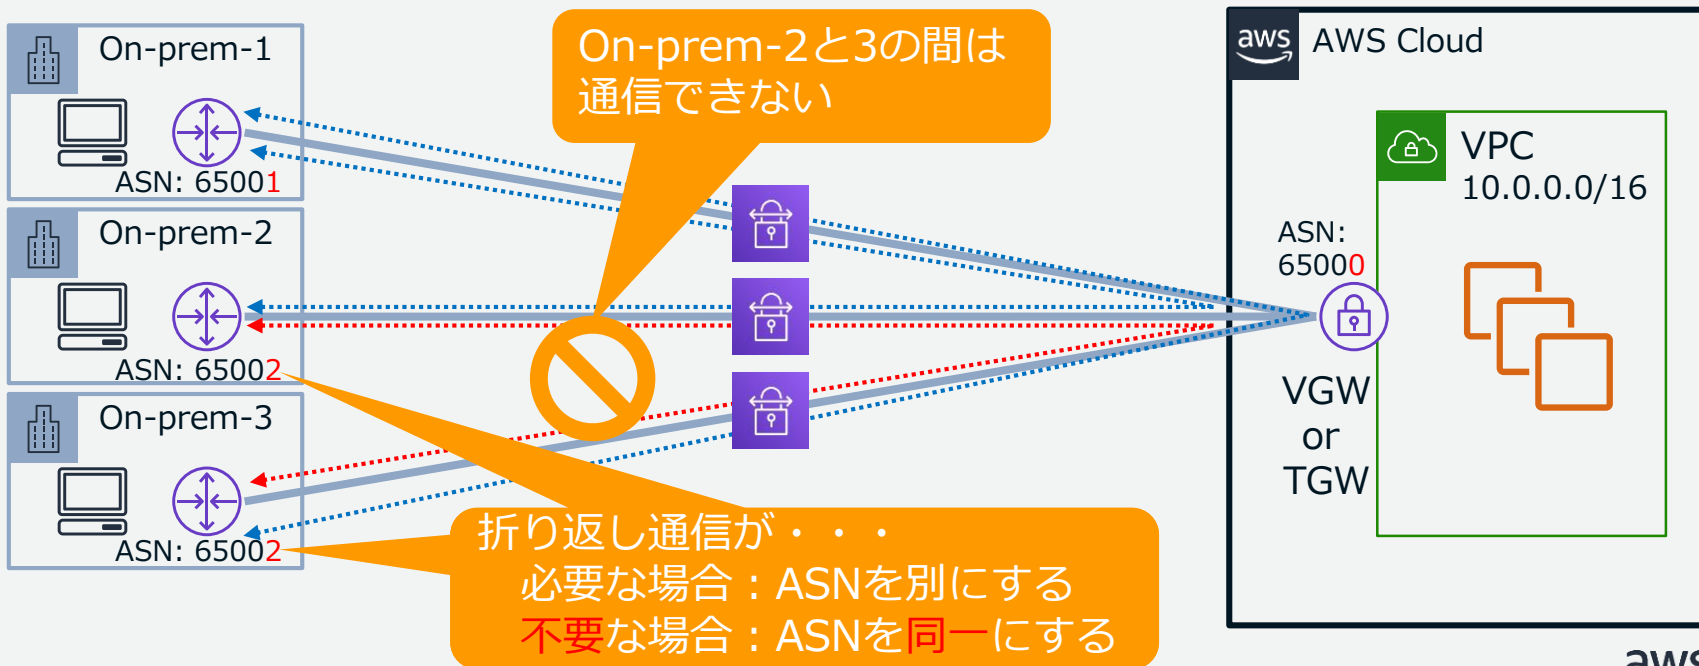 On-prem-1
ASN: 65001
On-prem-2
ASN: 65002
On-prem-3
ASN: 65002
On-prem-2と3の間は
通信できない
折り返し通信が・・・
必要な場合：ASNを別にする
不要な場合：ASNを同一にする
aws
AWS Cloud
VPC
10.0.0.0/16
ASN:
65000
VGW
or
TGW
aws